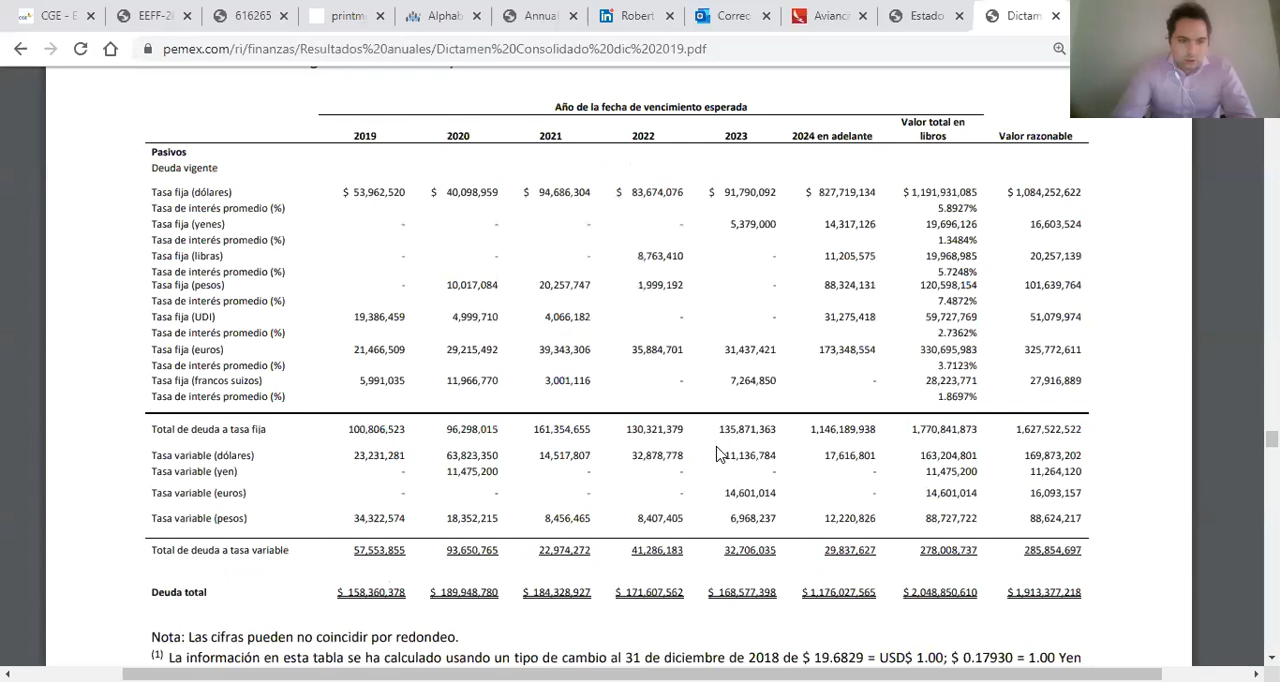 CGE - E
EEFF-2
616265
printm
Alphab
Annua
Robert
Correc
Avianc
Estado
Dictam
pemex.com/ri/finanzas/Resultados%20anuales/Dictamen%20Consolidado%20dic%202019.pdf
Año de la fecha de vencimiento esperada
2019 2020 2021 2022 2023 2024 en adelante Valor total en libros Valor razonable
Pasivos
Deuda vigente
Tasa fija (dólares) $ 53,962,520 $ 40,098,959 $ 94,686,304 $ 83,674,076 $ 91,790,092 $ 827,719,134 $ 1,191,931,085 $ 1,084,252,622
Tasa de interés promedio (%) 5.8927%
Tasa fija (yenes) - - - - 5,379,000 14,317,126 19,696,126 16,603,524
Tasa de interés promedio (%) 1.3484%
Tasa fija (libras) - - - 8,763,410 - 11,205,575 19,968,985 20,257,139
Tasa de interés promedio (%) 5.7248%
Tasa fija (pesos) - 10,017,084 20,257,747 1,999,192 - 88,324,131 120,598,154 101,639,764
Tasa de interés promedio (%) 7.4872%
Tasa fija (UDI) 19,386,459 4,999,710 4,066,182 - - 31,275,418 59,727,769 51,079,974
Tasa de interés promedio (%) 2.7362%
Tasa fija (euros) 21,466,509 29,215,492 39,343,306 35,884,701 31,437,421 173,348,554 330,695,983 325,772,611
Tasa de interés promedio (%) 3.7123%
Tasa fija (francos suizos) 5,991,035 11,966,770 3,001,116 - 7,264,850 - 28,223,771 27,916,889
Tasa de interés promedio (%) 1.8697%
Total de deuda a tasa fija 100,806,523 96,298,015 161,354,655 130,321,379 135,871,363 1,146,189,938 1,770,841,873 1,627,522,522
Tasa variable (dólares) 23,231,281 63,823,350 14,517,807 32,878,778 11,136,784 17,616,801 163,204,801 169,873,202
Tasa variable (yen) - 11,475,200 - - - - 11,475,200 11,264,120
Tasa variable (euros) - - - - 14,601,014 - 14,601,014 16,093,157
Tasa variable (pesos) 34,322,574 18,352,215 8,456,465 8,407,405 6,968,237 12,220,826 88,727,722 88,624,217
Total de deuda a tasa variable 57,553,855 93,650,765 22,974,272 41,286,183 32,706,035 29,837,627 278,008,737 285,854,697
Deuda total $ 158,360,378 $ 189,948,780 $ 184,328,927 $ 171,607,562 $ 168,577,398 $ 1,176,027,565 $ 2,048,850,610 $ 1,913,377,218
Nota: Las cifras pueden no coincidir por redondeo.
(1) La información en esta tabla se ha calculado usando un tipo de cambio al 31 de diciembre de 2018 de $ 19.6829 = USD$ 1.00; $ 0.17930 = 1.00 Yen